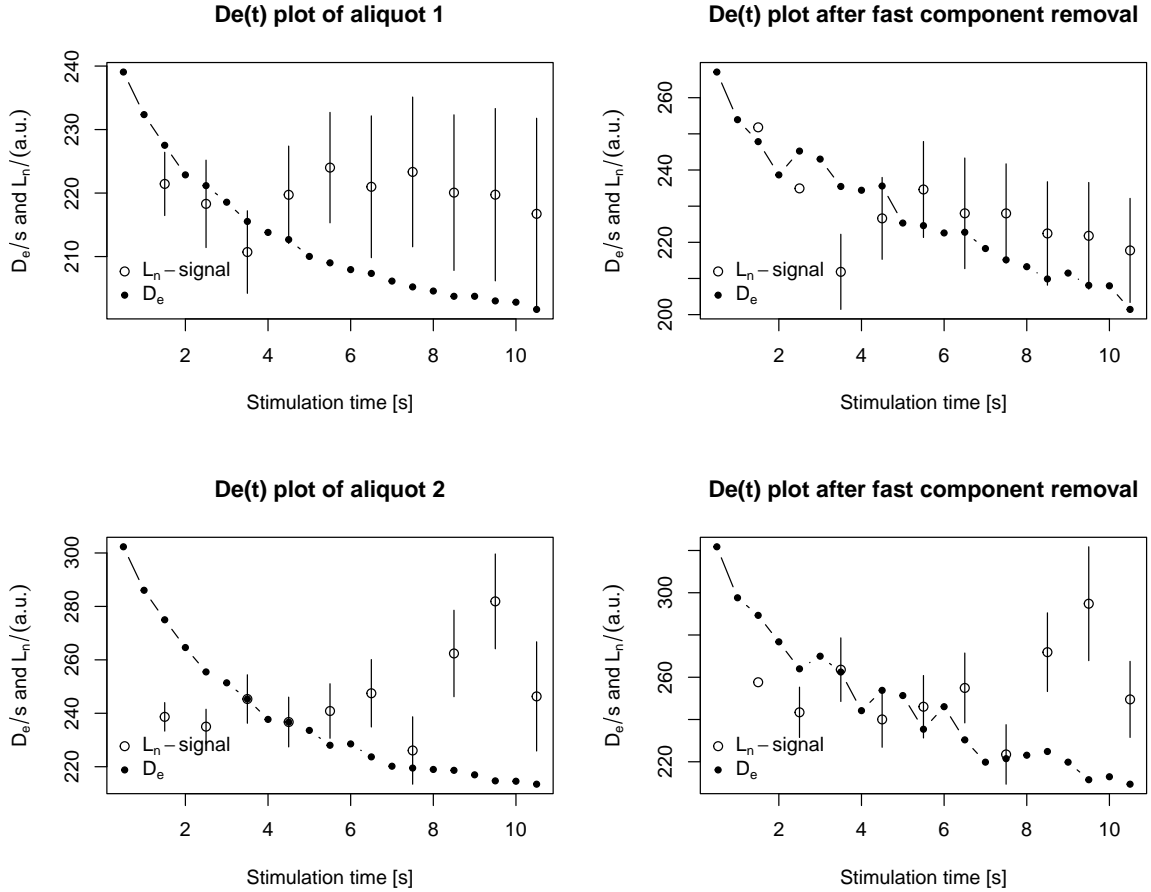 De(t) plot of aliquot 1
240
230
220
210
Dₑ/s and Lₙ/(a.u.)
Lₙ−signal
Dₑ
2 4 6 8 10
Stimulation time [s]
De(t) plot after fast component removal
260
240
220
200
Dₑ/s and Lₙ/(a.u.)
Lₙ−signal
Dₑ
2 4 6 8 10
Stimulation time [s]
De(t) plot of aliquot 2
300
280
260
240
220
Dₑ/s and Lₙ/(a.u.)
Lₙ−signal
Dₑ
2 4 6 8 10
Stimulation time [s]
De(t) plot after fast component removal
300
260
220
Dₑ/s and Lₙ/(a.u.)
Lₙ−signal
Dₑ
2 4 6 8 10
Stimulation time [s]